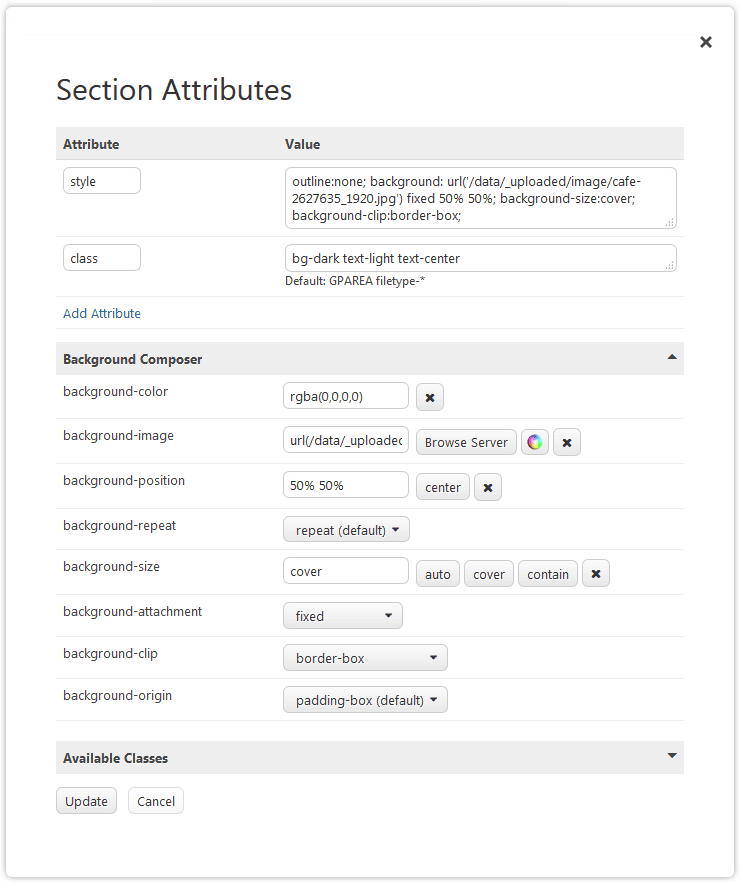 Section Attributes
Attribute Value
style outline:none; background: url('/data/_uploaded/image/cafe-
2627635_1920.jpg') fixed 50% 50%; background-size:cover;
background-clip:border-box;
class bg-dark text-light text-center
Default: GPAREA filetype-*
Add Attribute
Background Composer
background-color rgba(0,0,0,0)
background-image url(/data/_uploaded Browse Server
background-position 50% 50% center
background-repeat repeat (default)
background-size cover auto cover contain
background-attachment fixed
background-clip border-box
background-origin padding-box (default)
Available Classes
Update Cancel